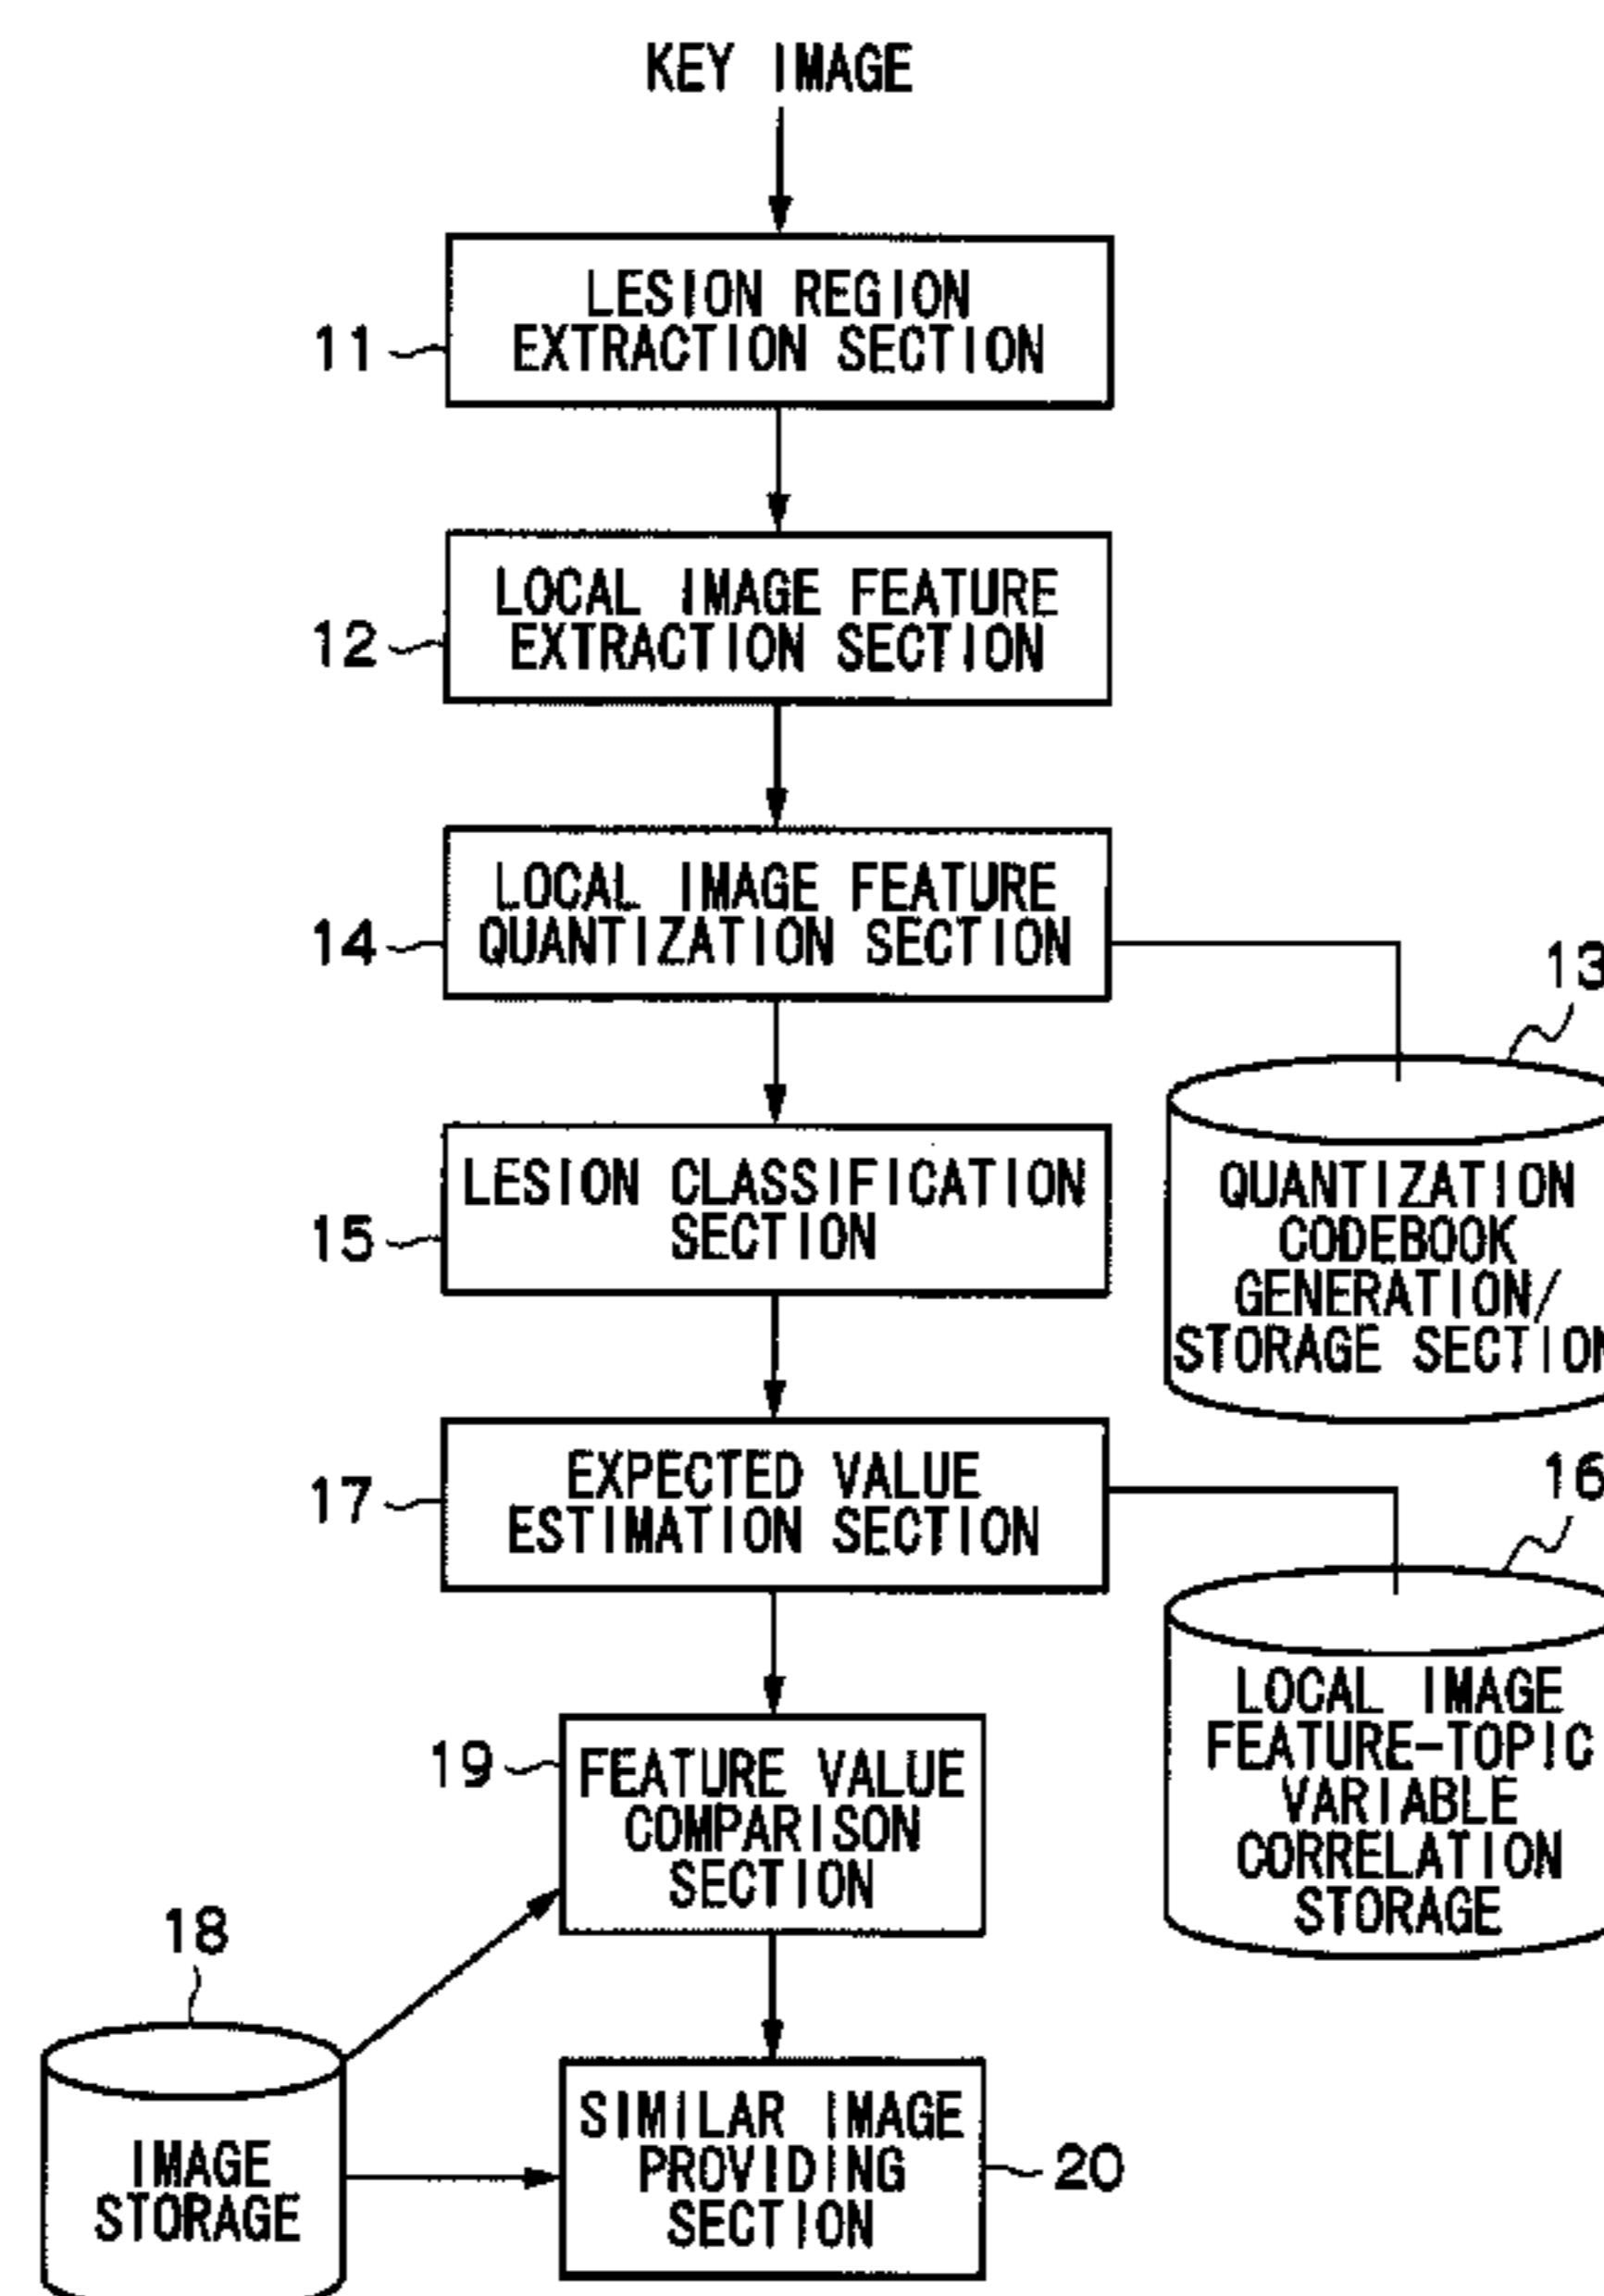 KEY IMAGE
LESION REGION
EXTRACTION SECTION
11
LOCAL IMAGE FEATURE
EXTRACTION SECTION
12
LOCAL IMAGE FEATURE
QUANTIZATION SECTION
14
13
QUANTIZATION
CODEBOOK
GENERATION/
STORAGE SECTION
LESION CLASSIFICATION
SECTION
15
EXPECTED VALUE
ESTIMATION SECTION
17
16
LOCAL IMAGE
FEATURE-TOPIC
VARIABLE
CORRELATION
STORAGE
19
FEATURE VALUE
COMPARISON
SECTION
18
IMAGE
STORAGE
SIMILAR IMAGE
PROVIDING
SECTION
20